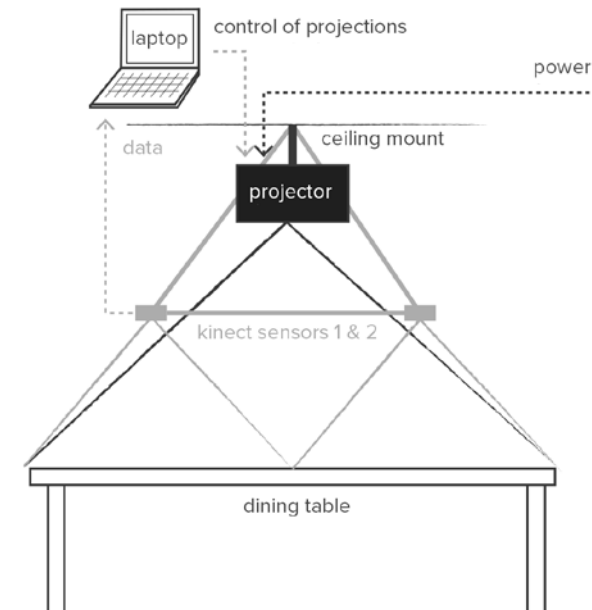 laptop
control of projections
power
ceiling mount
data
projector
kinect sensors 1 & 2
dining table